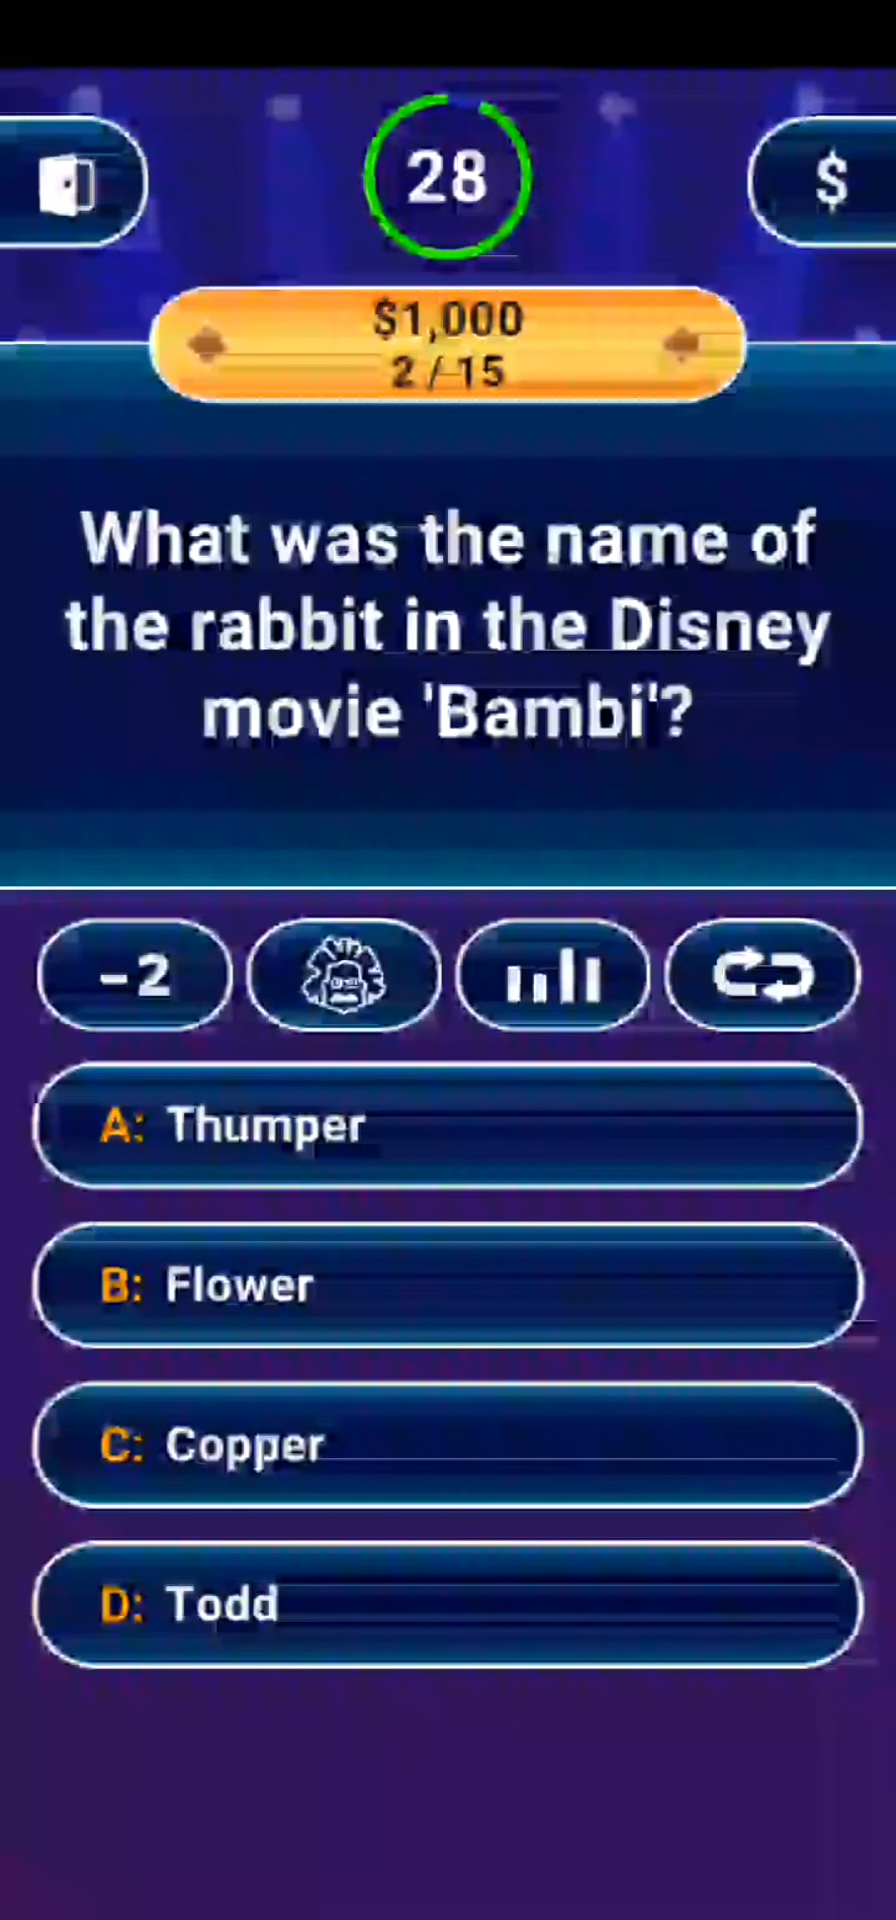 28
$
$1,000
2 / 15
What was the name of
the rabbit in the Disney
movie 'Bambi'?
-2
A: Thumper
B: Flower
C: Copper
D: Todd